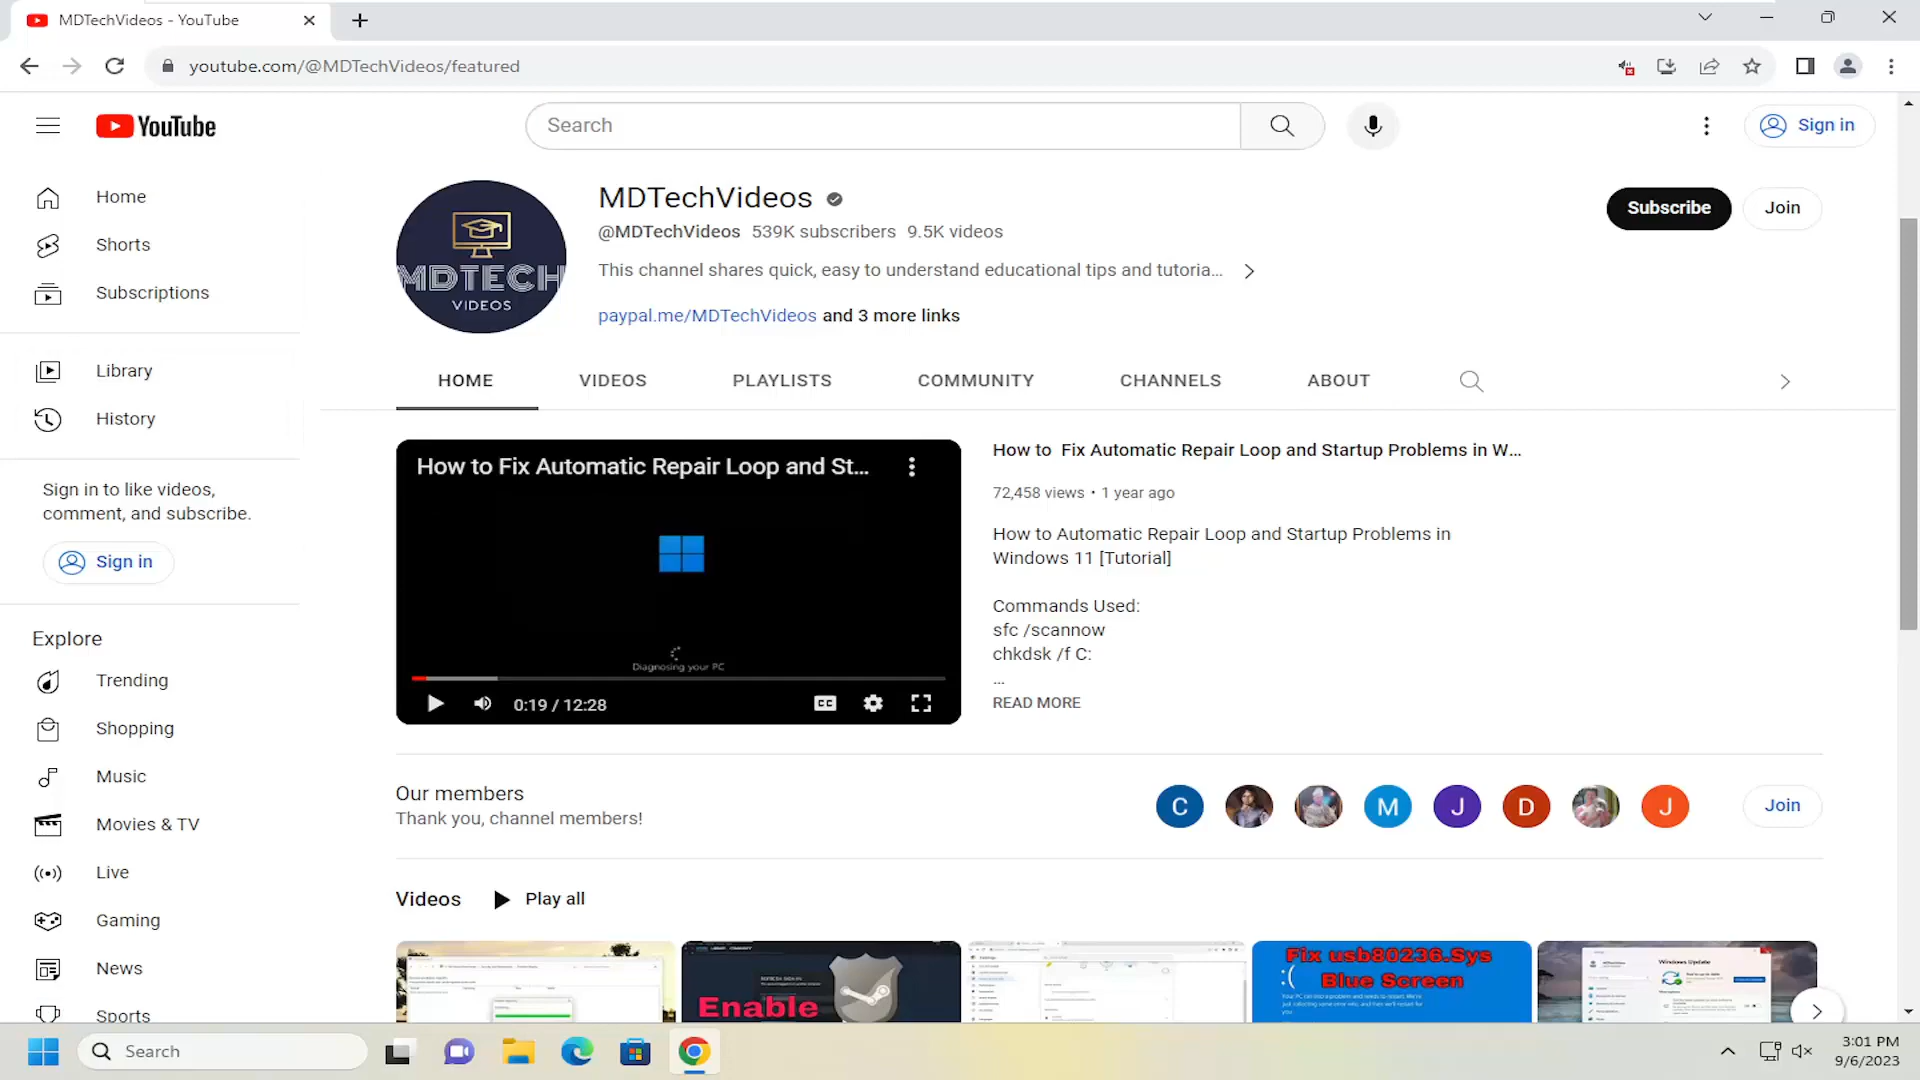 MDTechVideos - YouTube
youtube.com/@MDTechVideos/featured
YouTube
Search
Sign in
Home
Shorts
Subscriptions
Library
History
Sign in to like videos,
comment, and subscribe.
Sign in
Explore
Trending
Shopping
Music
Movies & TV
Live
Gaming
News
Sports
MDTECH
VIDEOS
MDTechVideos
@MDTechVideos 539K subscribers 9.5K videos
This channel shares quick, easy to understand educational tips and tutoria...
paypal.me/MDTechVideos and 3 more links
Subscribe
Join
HOME
VIDEOS
PLAYLISTS
COMMUNITY
CHANNELS
ABOUT
How to Fix Automatic Repair Loop and St...
Diagnosing your PC
0:19 / 12:28
CC
How to  Fix Automatic Repair Loop and Startup Problems in W...
72,458 views • 1 year ago
How to Automatic Repair Loop and Startup Problems in
Windows 11 [Tutorial]
Commands Used:
sfc /scannow
chkdsk /f C:
...
READ MORE
Our members
Thank you, channel members!
C
M
J
D
J
Join
Videos
Play all
Enable
Fix usb80236.Sys
Blue Screen
:(
Windows Update
Search
3:01 PM
9/6/2023